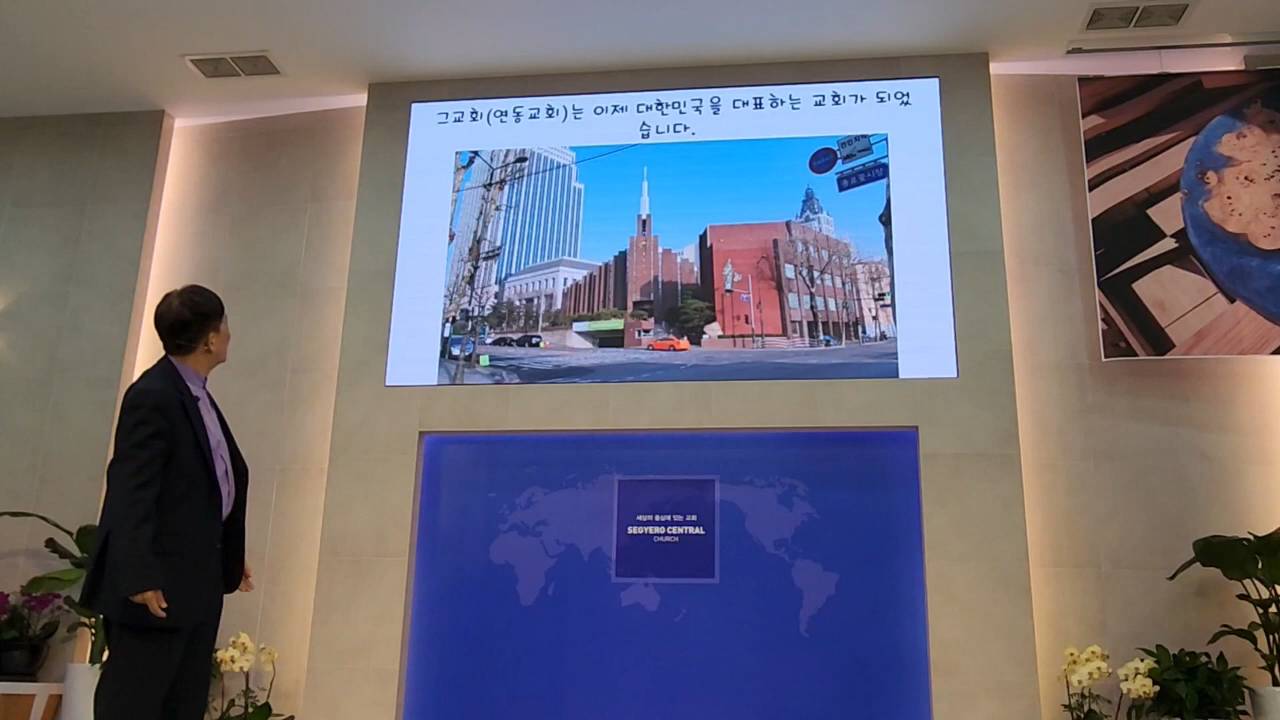 그교회(연동교회)는 이제 대한민국을 대표하는 교회가 되었
습니다.
종로꽃시장
세상의 중심에 있는 교회
SEGYERO CENTRAL
CHURCH